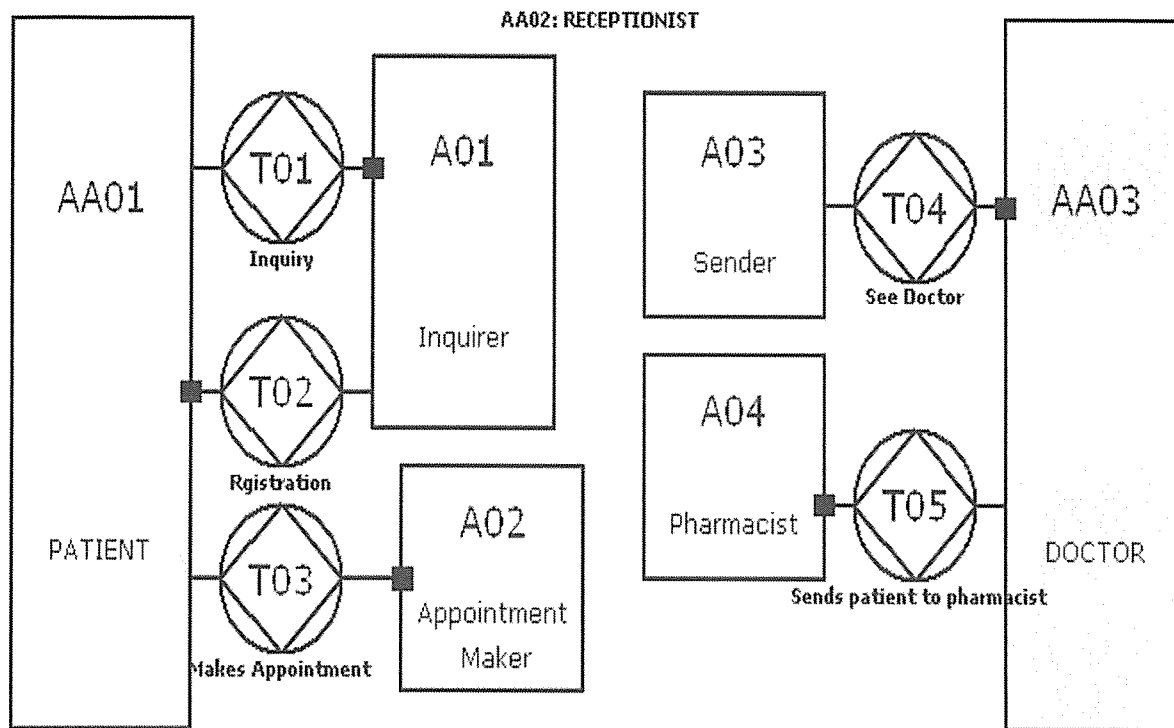 AA02: RECEPTIONIST
AA01
PATIENT
T01
Inquiry
A01
Inquirer
T02
Rgistration
T03
Makes Appointment
A02
Appointment
Maker
A03
Sender
T04
See Doctor
AA03
DOCTOR
A04
Pharmacist
T05
Sends patient to pharmacist